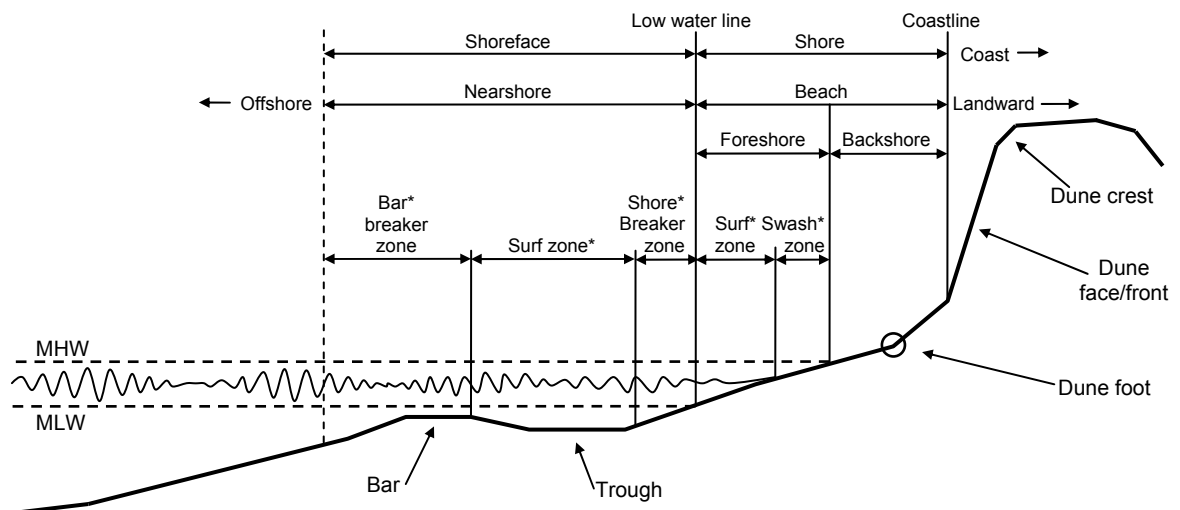 Low water line
Coastline
Shoreface
Shore
Coast
Offshore
Nearshore
Beach
Landward
Foreshore
Backshore
Dune crest
Bar*
breaker
zone
Surf zone*
Shore*
Breaker
zone
Surf*
zone
Swash*
zone
Dune
face/front
MHW
MLW
Dune foot
Bar
Trough